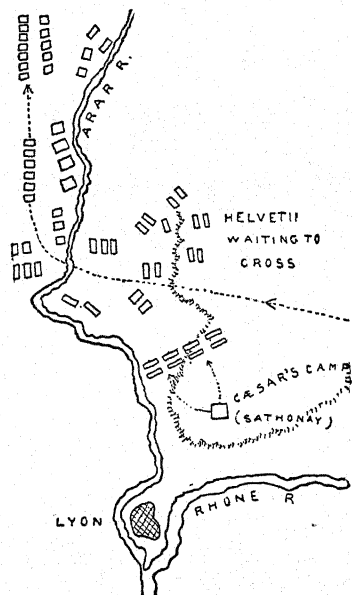 ARAR R.
HELVETII
WAITING TO
CROSS
CÆSAR'S CAMP
(SATHONAY)
LYON
RHONE R